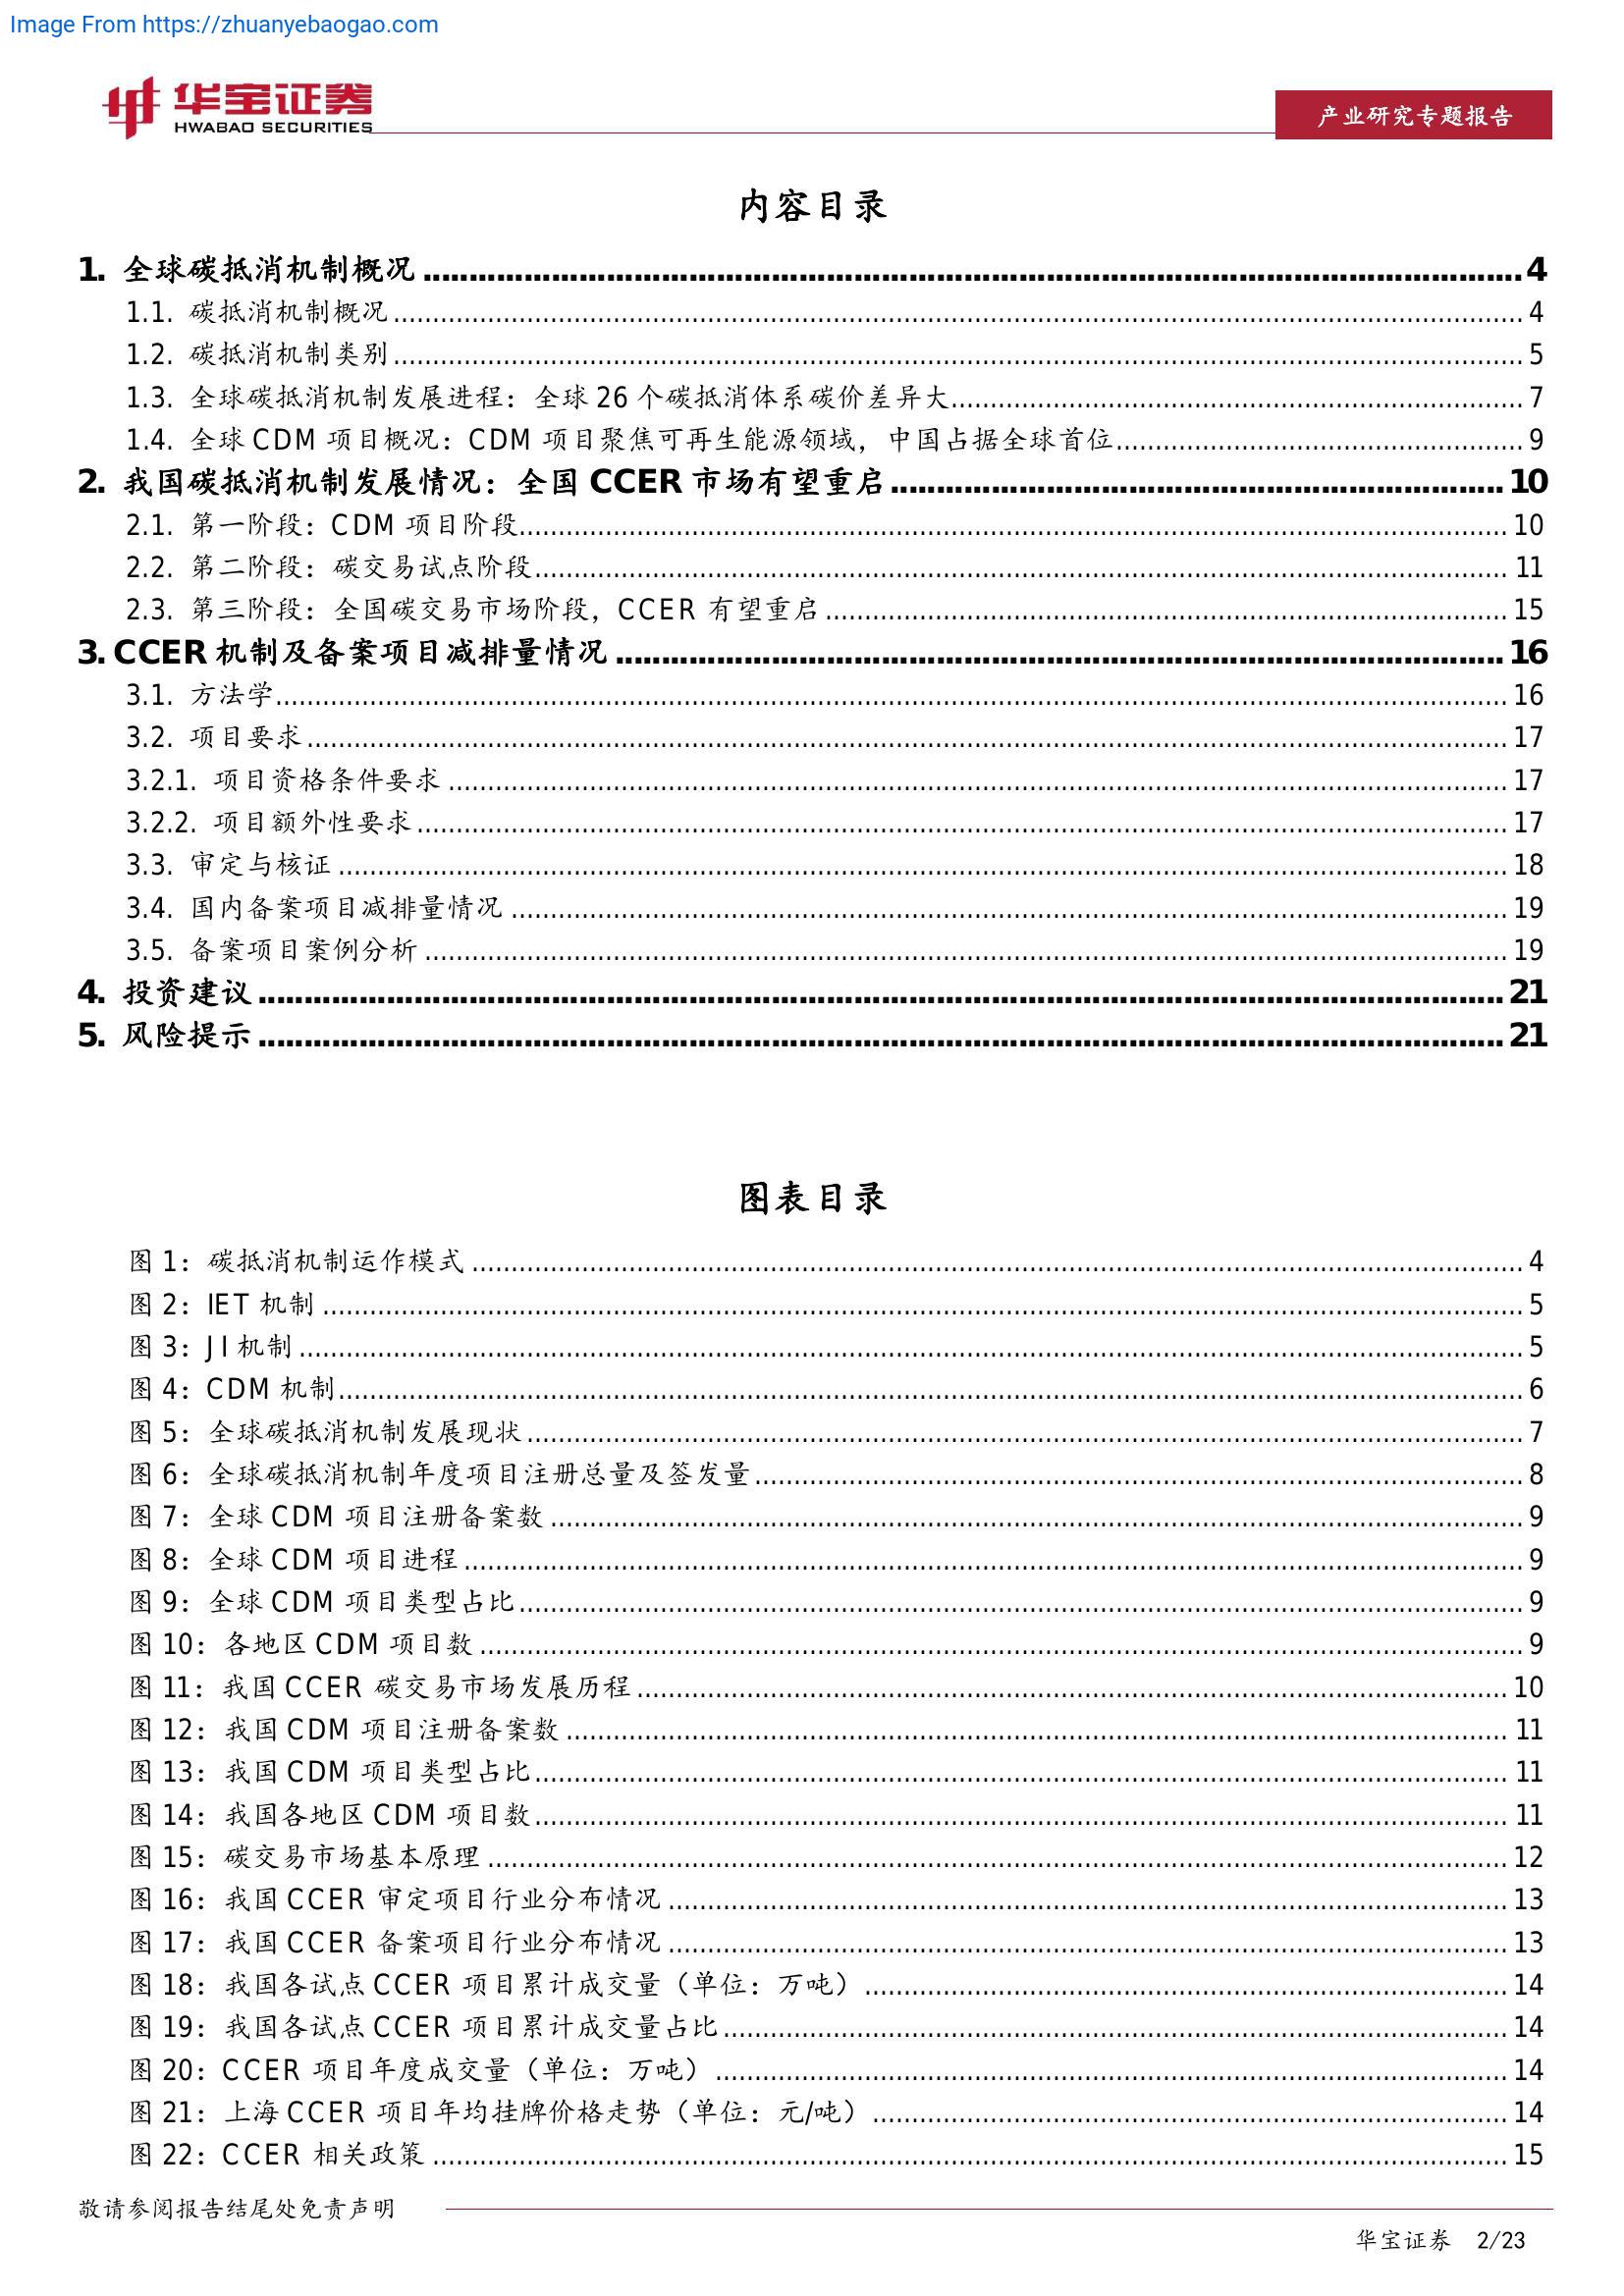 Image From https://zhuanyebaogao.com
华宝证券
HWABAO SECURITIES
产业研究专题报告
内容目录
1. 全球碳抵消机制概况 4
1.1. 碳抵消机制概况 4
1.2. 碳抵消机制类别 5
1.3. 全球碳抵消机制发展进程：全球 26 个碳抵消体系碳价差异大 7
1.4. 全球 CDM 项目概况：CDM 项目聚焦可再生能源领域，中国占据全球首位 9
2. 我国碳抵消机制发展情况：全国 CCER 市场有望重启 10
2.1. 第一阶段：CDM 项目阶段 10
2.2. 第二阶段：碳交易试点阶段 11
2.3. 第三阶段：全国碳交易市场阶段，CCER 有望重启 15
3. CCER 机制及备案项目减排量情况 16
3.1. 方法学 16
3.2. 项目要求 17
3.2.1. 项目资格条件要求 17
3.2.2. 项目额外性要求 17
3.3. 审定与核证 18
3.4. 国内备案项目减排量情况 19
3.5. 备案项目案例分析 19
4. 投资建议 21
5. 风险提示 21
图表目录
图 1：碳抵消机制运作模式 4
图 2：IET 机制 5
图 3：JI 机制 5
图 4：CDM 机制 6
图 5：全球碳抵消机制发展现状 7
图 6：全球碳抵消机制年度项目注册总量及签发量 8
图 7：全球 CDM 项目注册备案数 9
图 8：全球 CDM 项目进程 9
图 9：全球 CDM 项目类型占比 9
图 10：各地区 CDM 项目数 9
图 11：我国 CCER 碳交易市场发展历程 10
图 12：我国 CDM 项目注册备案数 11
图 13：我国 CDM 项目类型占比 11
图 14：我国各地区 CDM 项目数 11
图 15：碳交易市场基本原理 12
图 16：我国 CCER 审定项目行业分布情况 13
图 17：我国 CCER 备案项目行业分布情况 13
图 18：我国各试点 CCER 项目累计成交量（单位：万吨） 14
图 19：我国各试点 CCER 项目累计成交量占比 14
图 20：CCER 项目年度成交量（单位：万吨） 14
图 21：上海 CCER 项目年均挂牌价格走势（单位：元/吨） 14
图 22：CCER 相关政策 15
敬请参阅报告结尾处免责声明
华宝证券 2/23